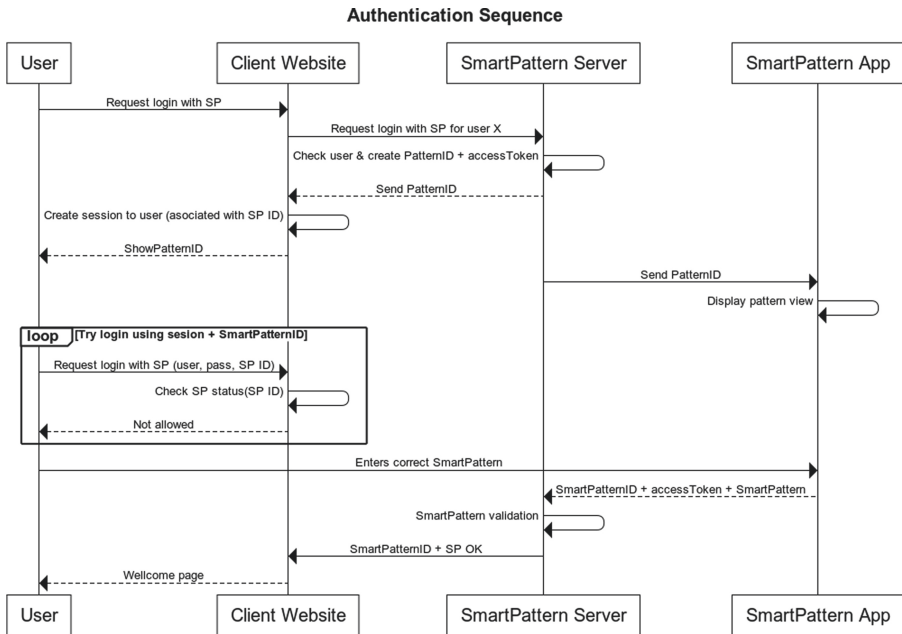 Authentication Sequence
User
Client Website
SmartPattern Server
SmartPattern App
Request login with SP
Request login with SP for user X
Check user & create PatternID + accessToken
Send PatternID
Create session to user (asociated with SP ID)
ShowPatternID
Send PatternID
Display pattern view
loop
[Try login using sesion + SmartPatternID]
Request login with SP (user, pass, SP ID)
Check SP status(SP ID)
Not allowed
Enters correct SmartPattern
SmartPatternID + accessToken + SmartPattern
SmartPattern validation
SmartPatternID + SP OK
Wellcome page
User
Client Website
SmartPattern Server
SmartPattern App